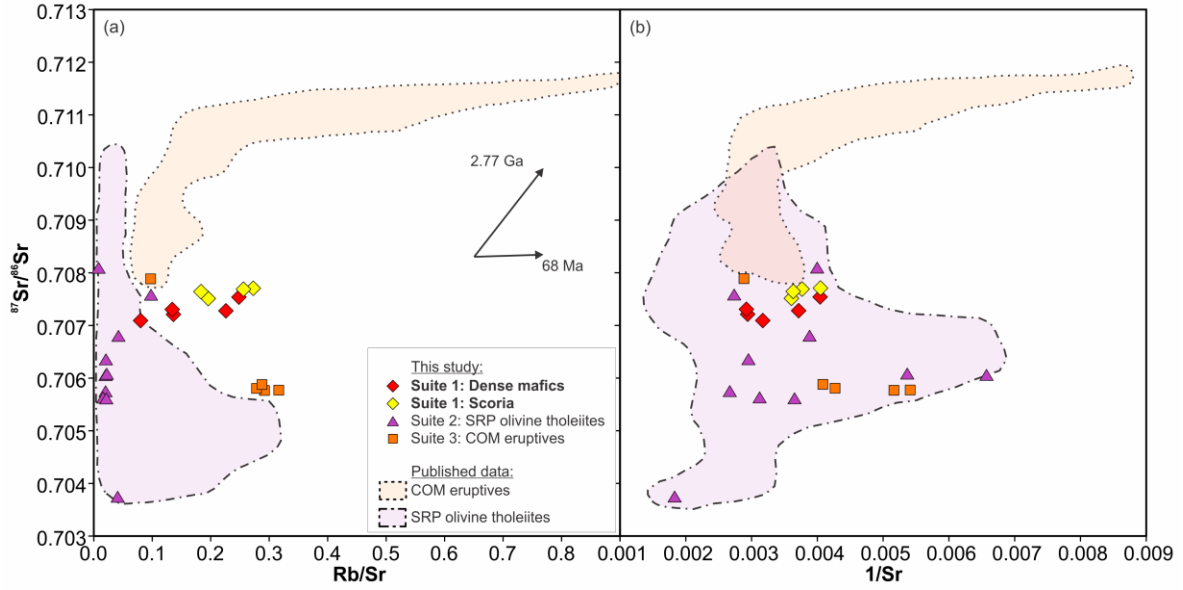 0.713
0.712
0.711
0.710
0.709
0.708
0.707
0.706
0.705
0.704
0.703
87Sr/86Sr
(a)
2.77 Ga
68 Ma
This study:
Suite 1: Dense mafics
Suite 1: Scoria
Suite 2: SRP olivine tholeiites
Suite 3: COM eruptives
Published data:
COM eruptives
SRP olivine tholeiites
0.0 0.1 0.2 0.3 0.4 0.5 0.6 0.7 0.8 0.0
Rb/Sr
(b)
001 0.002 0.003 0.004 0.005 0.006 0.007 0.008 0.009
1/Sr